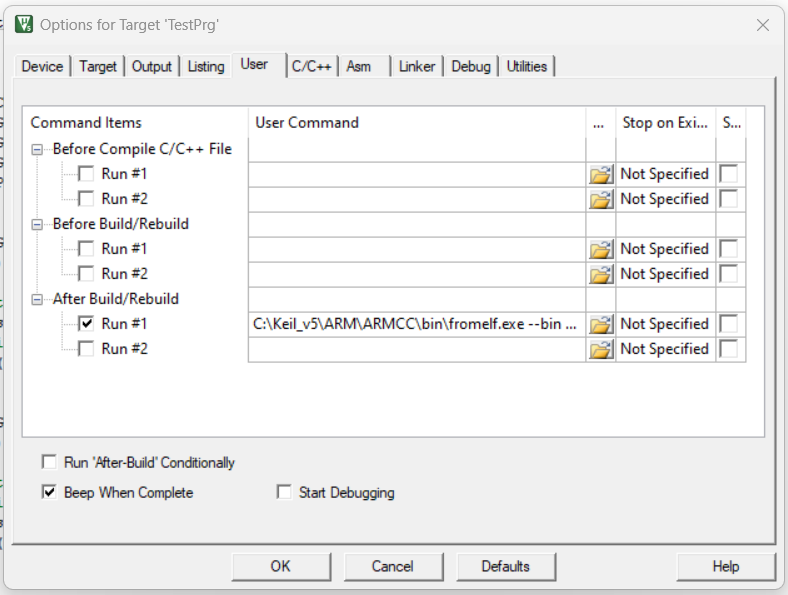 Options for Target 'TestPrg'
Device Target Output Listing User C/C++ Asm Linker Debug Utilities
Command Items User Command ... Stop on Exi... S...
Before Compile C/C++ File
Run #1 Not Specified
Run #2 Not Specified
Before Build/Rebuild
Run #1 Not Specified
Run #2 Not Specified
After Build/Rebuild
Run #1 C:\Keil_v5\ARM\ARMCC\bin\fromelf.exe --bin ... Not Specified
Run #2 Not Specified
Run 'After-Build' Conditionally
Beep When Complete Start Debugging
OK Cancel Defaults Help